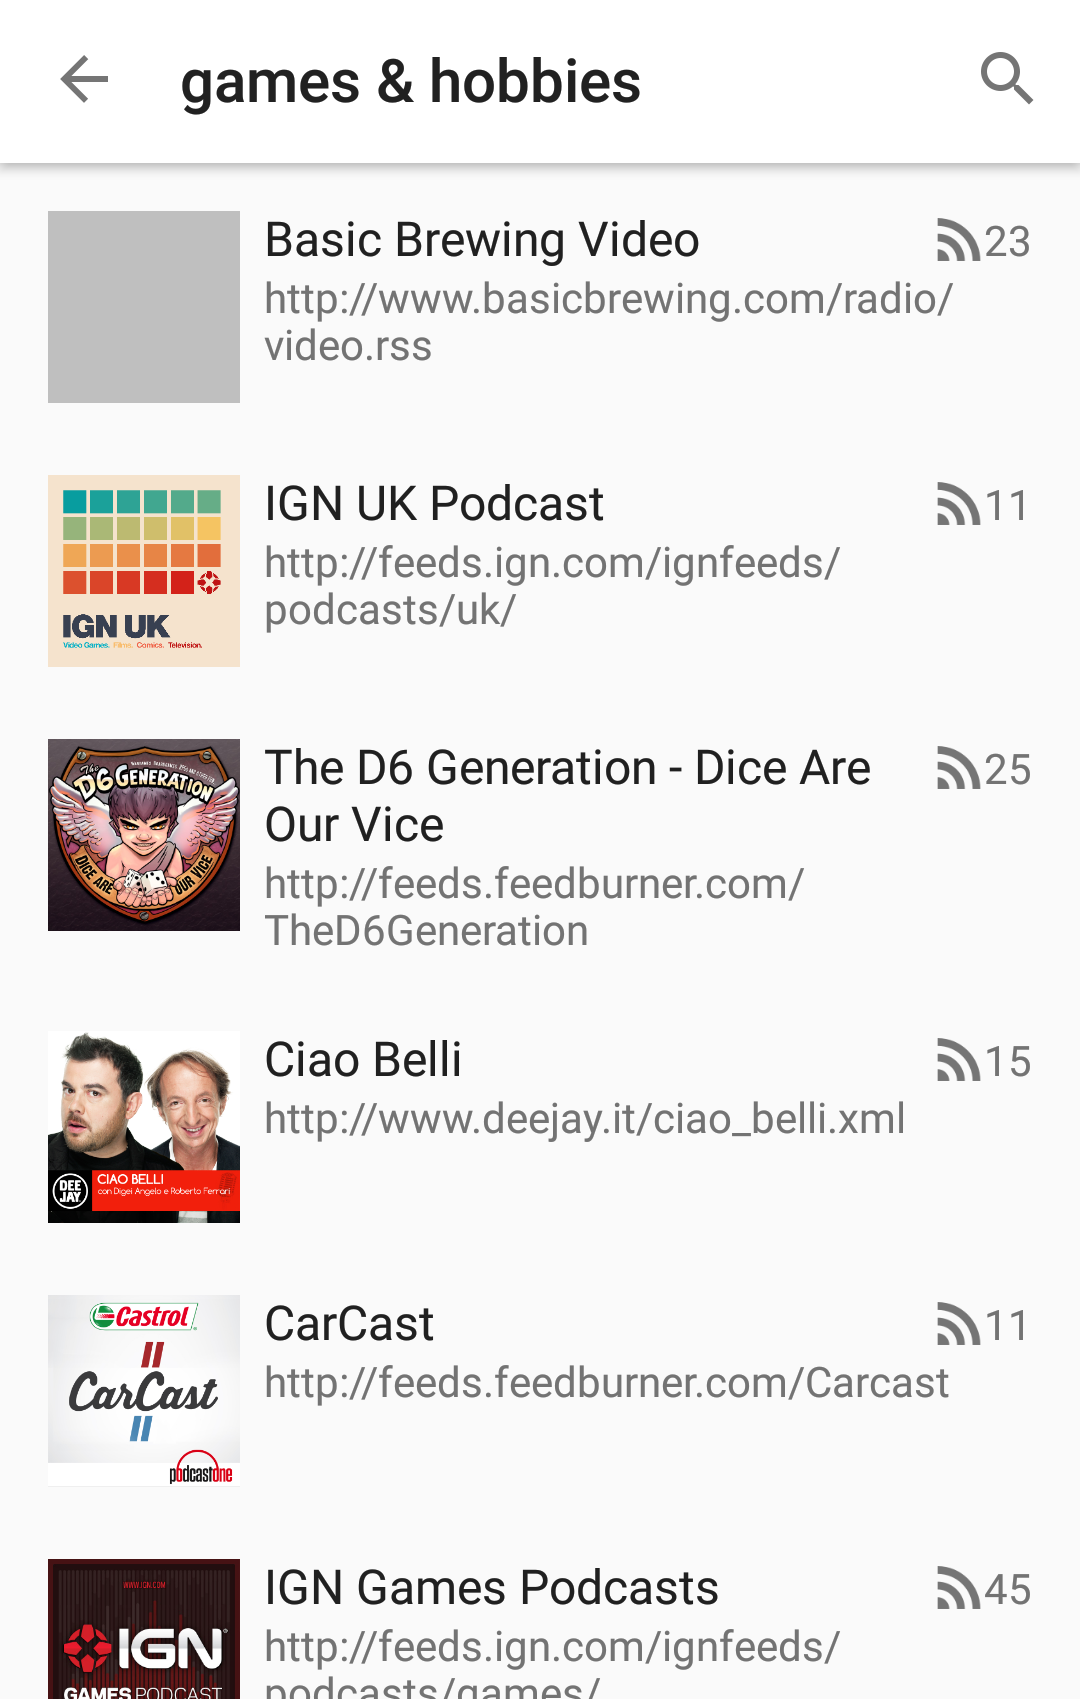 games & hobbies
Basic Brewing Video
23
http://www.basicbrewing.com/radio/
video.rss
IGN UK Podcast
11
http://feeds.ign.com/ignfeeds/
podcasts/uk/
IGN UK
Video Games. Films. Comics. Television.
The D6 Generation - Dice Are
Our Vice
25
http://feeds.feedburner.com/
TheD6Generation
The
D6 GENERATION
DICE ARE
OUR VICE
Ciao Belli
15
http://www.deejay.it/ciao_belli.xml
DEE
JAY
CIAO BELLI
con Digei Angelo e Roberto Ferrari
CarCast
11
http://feeds.feedburner.com/Carcast
Castrol
CarCast
podcastone
IGN Games Podcasts
45
http://feeds.ign.com/ignfeeds/
podcasts/games/
WWW.IGN.COM
IGN
GAMES PODCAST